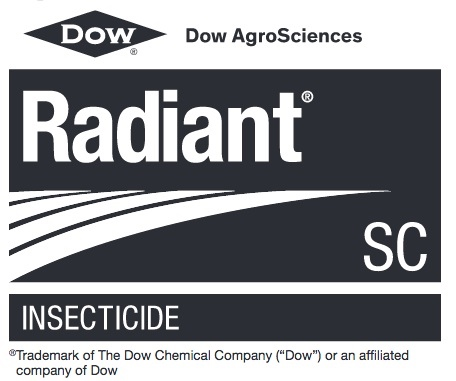 Dow® Dow AgroSciences
Radiant®
SC
INSECTICIDE
®Trademark of The Dow Chemical Company (“Dow”) or an affiliated
company of Dow